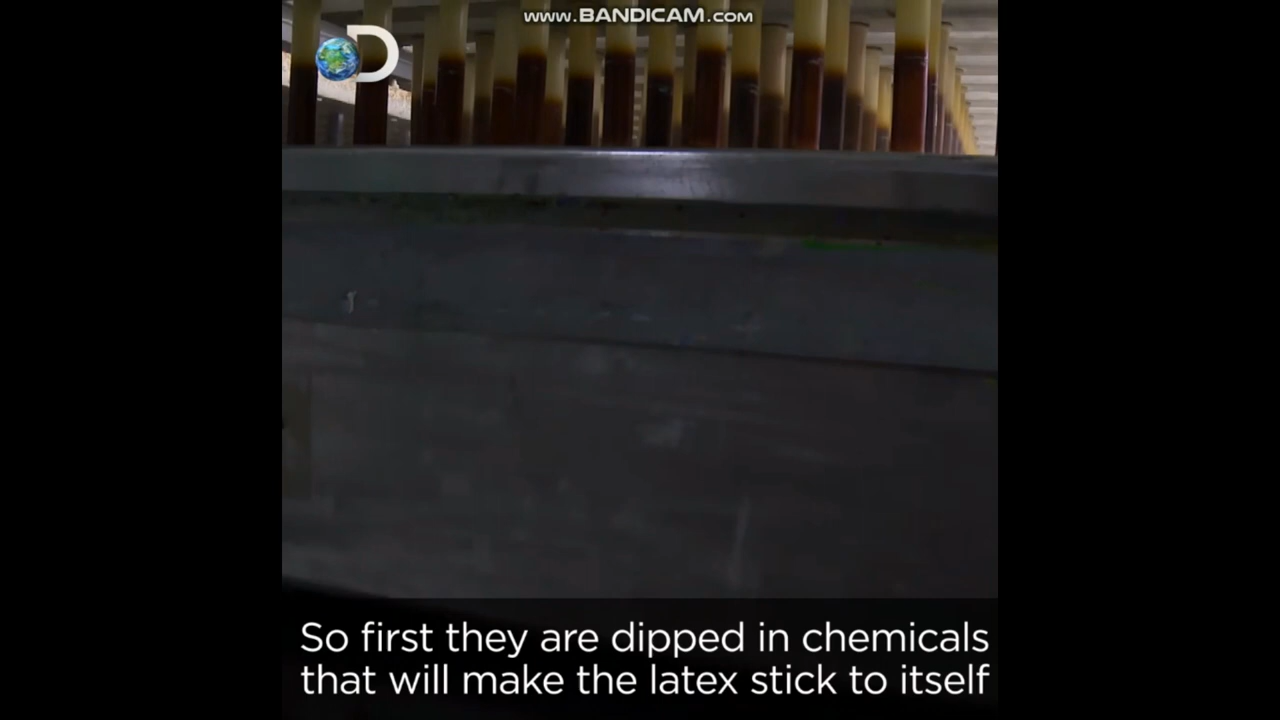 www.BANDICAM.com
D
So first they are dipped in chemicals
that will make the latex stick to itself